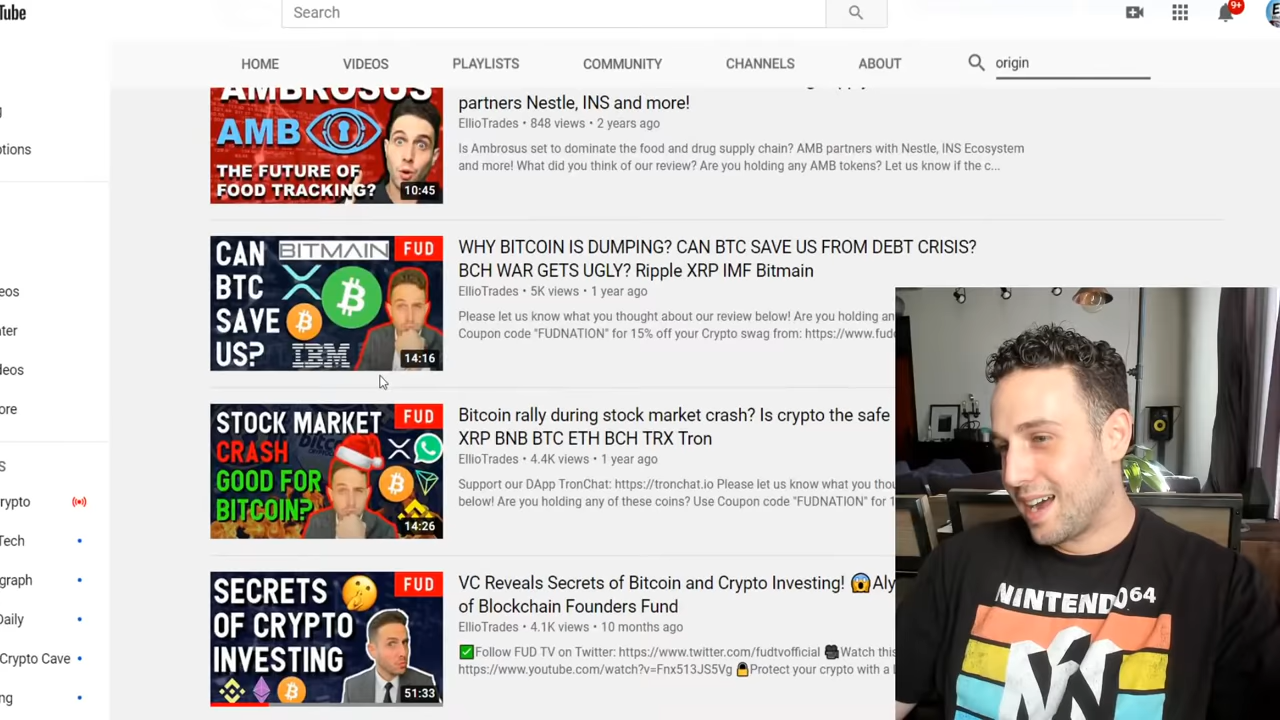 Tube
Search
9+
HOME
VIDEOS
PLAYLISTS
COMMUNITY
CHANNELS
ABOUT
origin
AMBROSUS
AMB
THE FUTURE OF
FOOD TRACKING?
10:45
partners Nestle, INS and more!
EllioTrades • 848 views • 2 years ago
Is Ambrosus set to dominate the food and drug supply chain? AMB partners with Nestle, INS Ecosystem
and more! What did you think of our review? Are you holding any AMB tokens? Let us know if the c...
ptions
CAN
BTC
SAVE
US?
BITMAIN
FUD
IBM
14:16
WHY BITCOIN IS DUMPING? CAN BTC SAVE US FROM DEBT CRISIS?
BCH WAR GETS UGLY? Ripple XRP IMF Bitmain
EllioTrades • 5K views • 1 year ago
Please let us know what you thought about our review below! Are you holding an
Coupon code "FUDNATION" for 15% off your Crypto swag from: https://www.fud
eos
ater
deos
ore
STOCK MARKET
CRASH
GOOD FOR
BITCOIN?
FUD
14:26
Bitcoin rally during stock market crash? Is crypto the safe
XRP BNB BTC ETH BCH TRX Tron
EllioTrades • 4.4K views • 1 year ago
Support our DApp TronChat: https://tronchat.io Please let us know what you thou
below! Are you holding any of these coins? Use Coupon code "FUDNATION" for 1
S
rypto
Tech
graph
Daily
Crypto Cave
ng
SECRETS
OF CRYPTO
INVESTING
FUD
51:33
VC Reveals Secrets of Bitcoin and Crypto Investing! Aly
of Blockchain Founders Fund
EllioTrades • 4.1K views • 10 months ago
Follow FUD TV on Twitter: https://www.twitter.com/fudtvofficial Watch this
https://www.youtube.com/watch?v=Fnx513JS5Vg Protect your crypto with a l
NINTENDO64